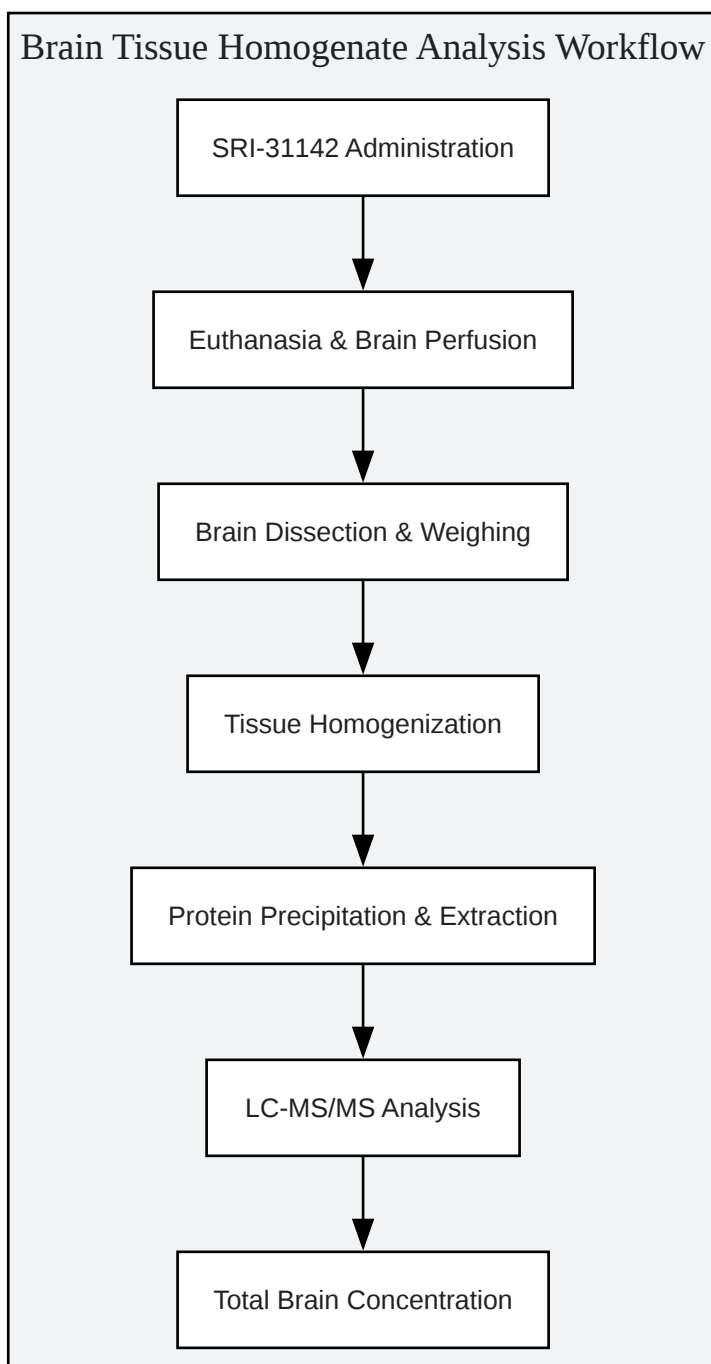 Brain Tissue Homogenate Analysis Workflow
SRI-31142 Administration
Euthanasia & Brain Perfusion
Brain Dissection & Weighing
Tissue Homogenization
Protein Precipitation & Extraction
LC-MS/MS Analysis
Total Brain Concentration